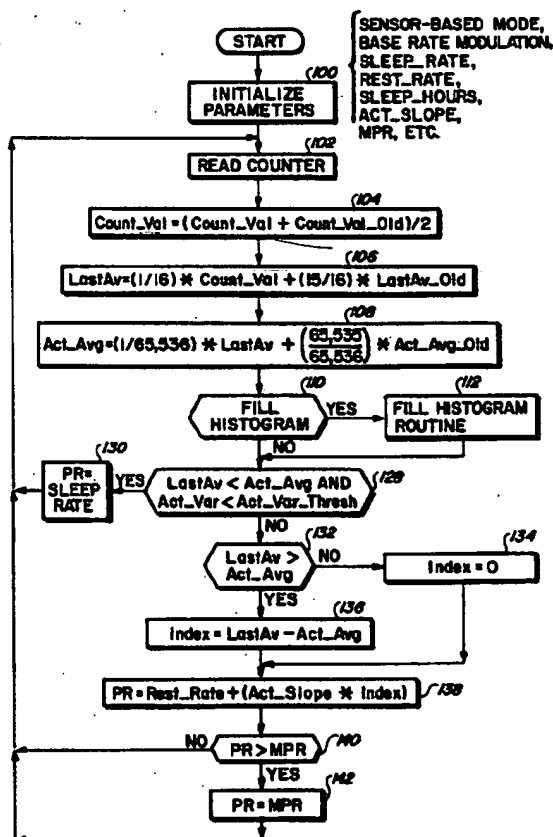 START
SENSOR-BASED MODE,
BASE RATE MODULATION,
SLEEP_RATE,
REST_RATE,
SLEEP_HOURS,
ACT_SLOPE,
MPR, ETC.
100
INITIALIZE
PARAMETERS
102
READ COUNTER
104
Count_Val=(Count_Val + Count_Val_Old)/2
106
LastAv=(1/16) * Count_Val + (15/16) * LastAv_Old
108
Act_Avg=(1/65,536) * LastAv + (65,535/65,536) * Act_Avg_Old
110
FILL
HISTOGRAM
YES
112
FILL HISTOGRAM
ROUTINE
NO
130
PR=
SLEEP
RATE
YES
128
LastAv < Act_Avg AND
Act_Var < Act_Var_Thresh
NO
132
LastAv >
Act_Avg
NO
134
Index = 0
YES
136
Index = LastAv - Act_Avg
PR = Rest_Rate + (Act_Slope * Index)
138
NO
PR > MPR
140
YES
142
PR = MPR